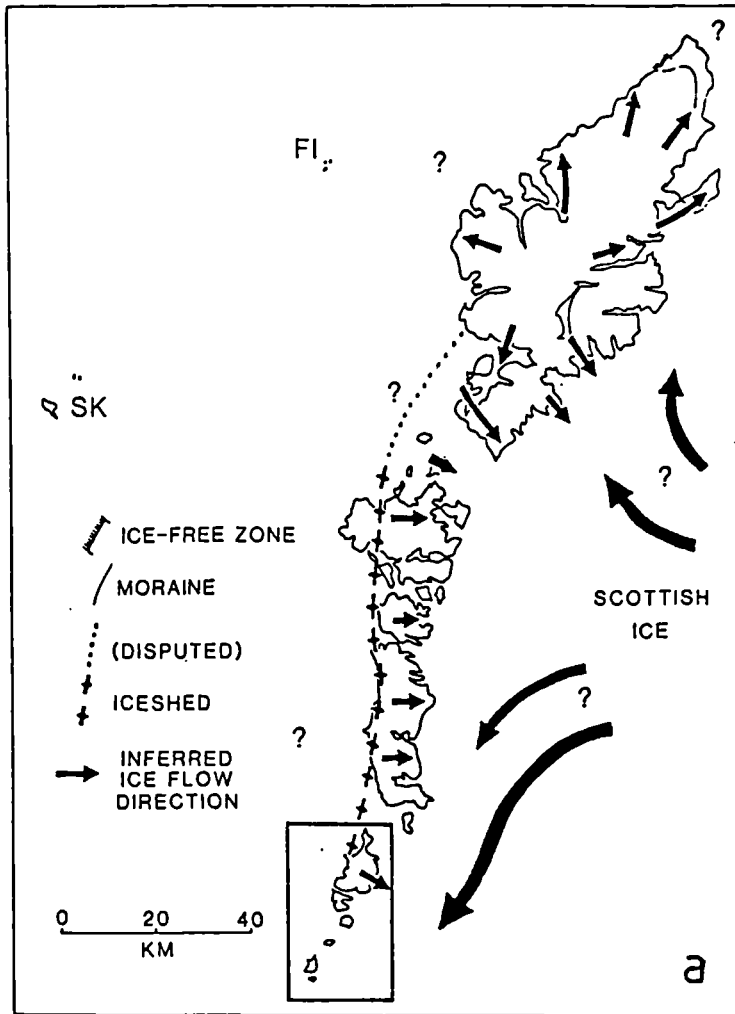 ?
FI
?
SK
?
?
ICE-FREE ZONE
MORAINE
SCOTTISH
ICE
(DISPUTED)
?
ICESHED
?
INFERRED
ICE FLOW
DIRECTION
0 20 40
KM
a